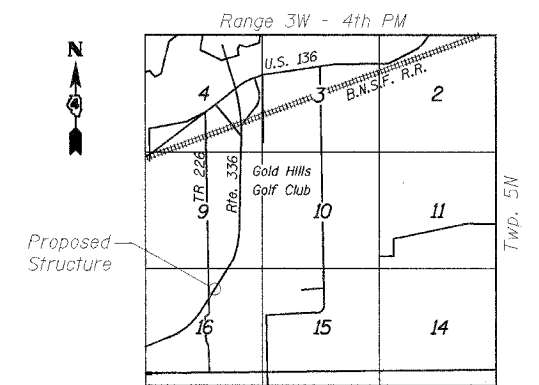 Range 3W - 4th PM
N
4
U.S. 136
B.N.S.F. R.R.
4
3
2
TR 226
Rte. 336
Gold Hills
Golf Club
9
10
11
Twp. 5N
Proposed
Structure
16
15
14